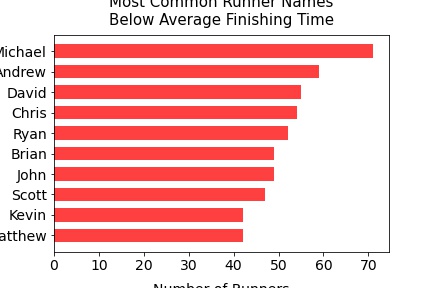 Most Common Runner Names
Below Average Finishing Time
Michael
Andrew
David
Chris
Ryan
Brian
John
Scott
Kevin
atthew
0 10 20 30 40 50 60 70
Number of Runners